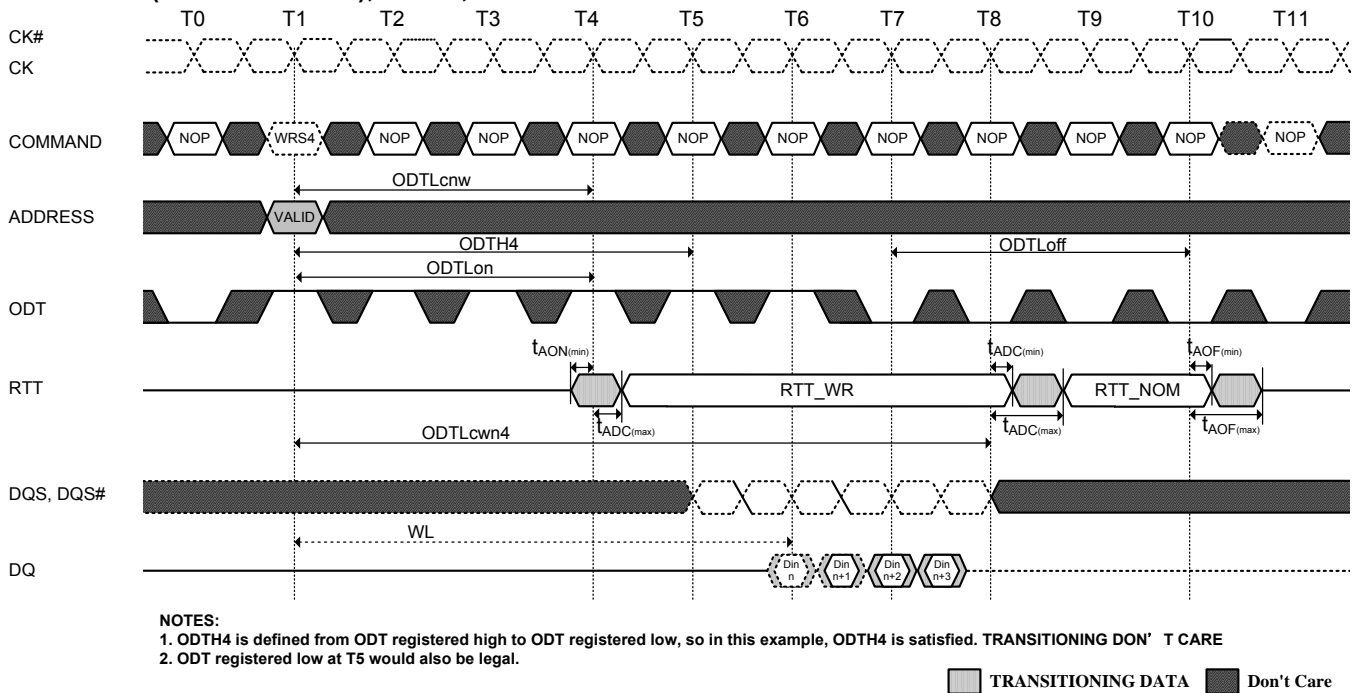 T0 T1 T2 T3 T4 T5 T6 T7 T8 T9 T10 T11
CK#
CK
COMMAND
NOP WRS4 NOP NOP NOP NOP NOP NOP NOP NOP NOP NOP
ODTLcnw
ADDRESS
VALID
ODTH4
ODTLoff
ODTLon
ODT
tAON(min)
tADC(min)
tAOF(min)
RTT
RTT_WR
RTT_NOM
tADC(max)
tADC(max)
tAOF(max)
ODTLcwn4
DQS, DQS#
WL
DQ
Din n
Din n+1
Din n+2
Din n+3
NOTES:
1. ODTH4 is defined from ODT registered high to ODT registered low, so in this example, ODTH4 is satisfied. TRANSITIONING DON' T CARE
2. ODT registered low at T5 would also be legal.
TRANSITIONING DATA
Don't Care